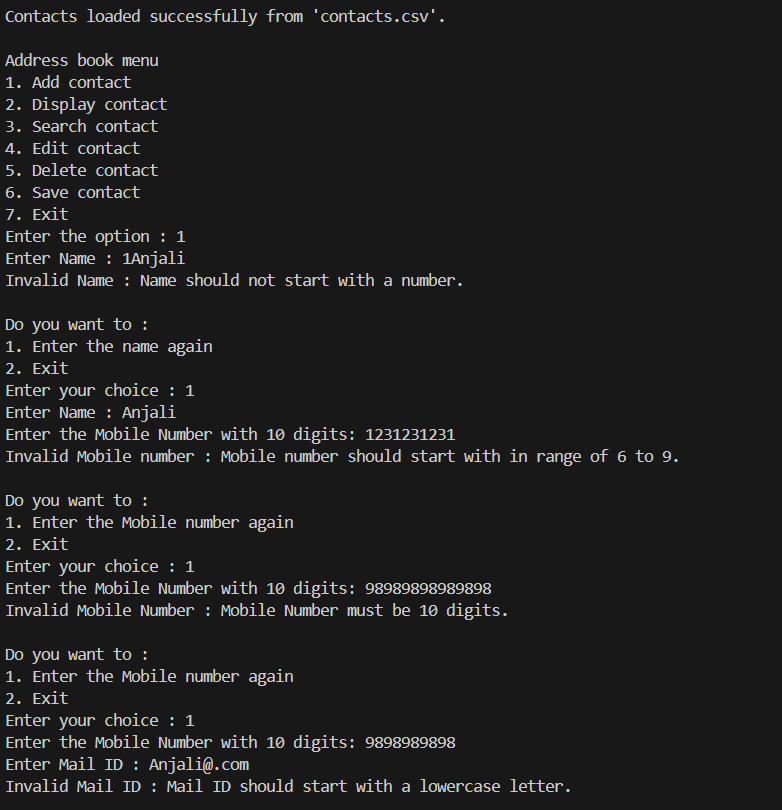 Contacts loaded successfully from 'contacts.csv'.
Address book menu
1. Add contact
2. Display contact
3. Search contact
4. Edit contact
5. Delete contact
6. Save contact
7. Exit
Enter the option : 1
Enter Name : 1Anjali
Invalid Name : Name should not start with a number.
Do you want to :
1. Enter the name again
2. Exit
Enter your choice : 1
Enter Name : Anjali
Enter the Mobile Number with 10 digits: 1231231231
Invalid Mobile number : Mobile number should start with in range of 6 to 9.
Do you want to :
1. Enter the Mobile number again
2. Exit
Enter your choice : 1
Enter the Mobile Number with 10 digits: 98989898989898
Invalid Mobile Number : Mobile Number must be 10 digits.
Do you want to :
1. Enter the Mobile number again
2. Exit
Enter your choice : 1
Enter the Mobile Number with 10 digits: 9898989898
Enter Mail ID : Anjali@.com
Invalid Mail ID : Mail ID should start with a lowercase letter.